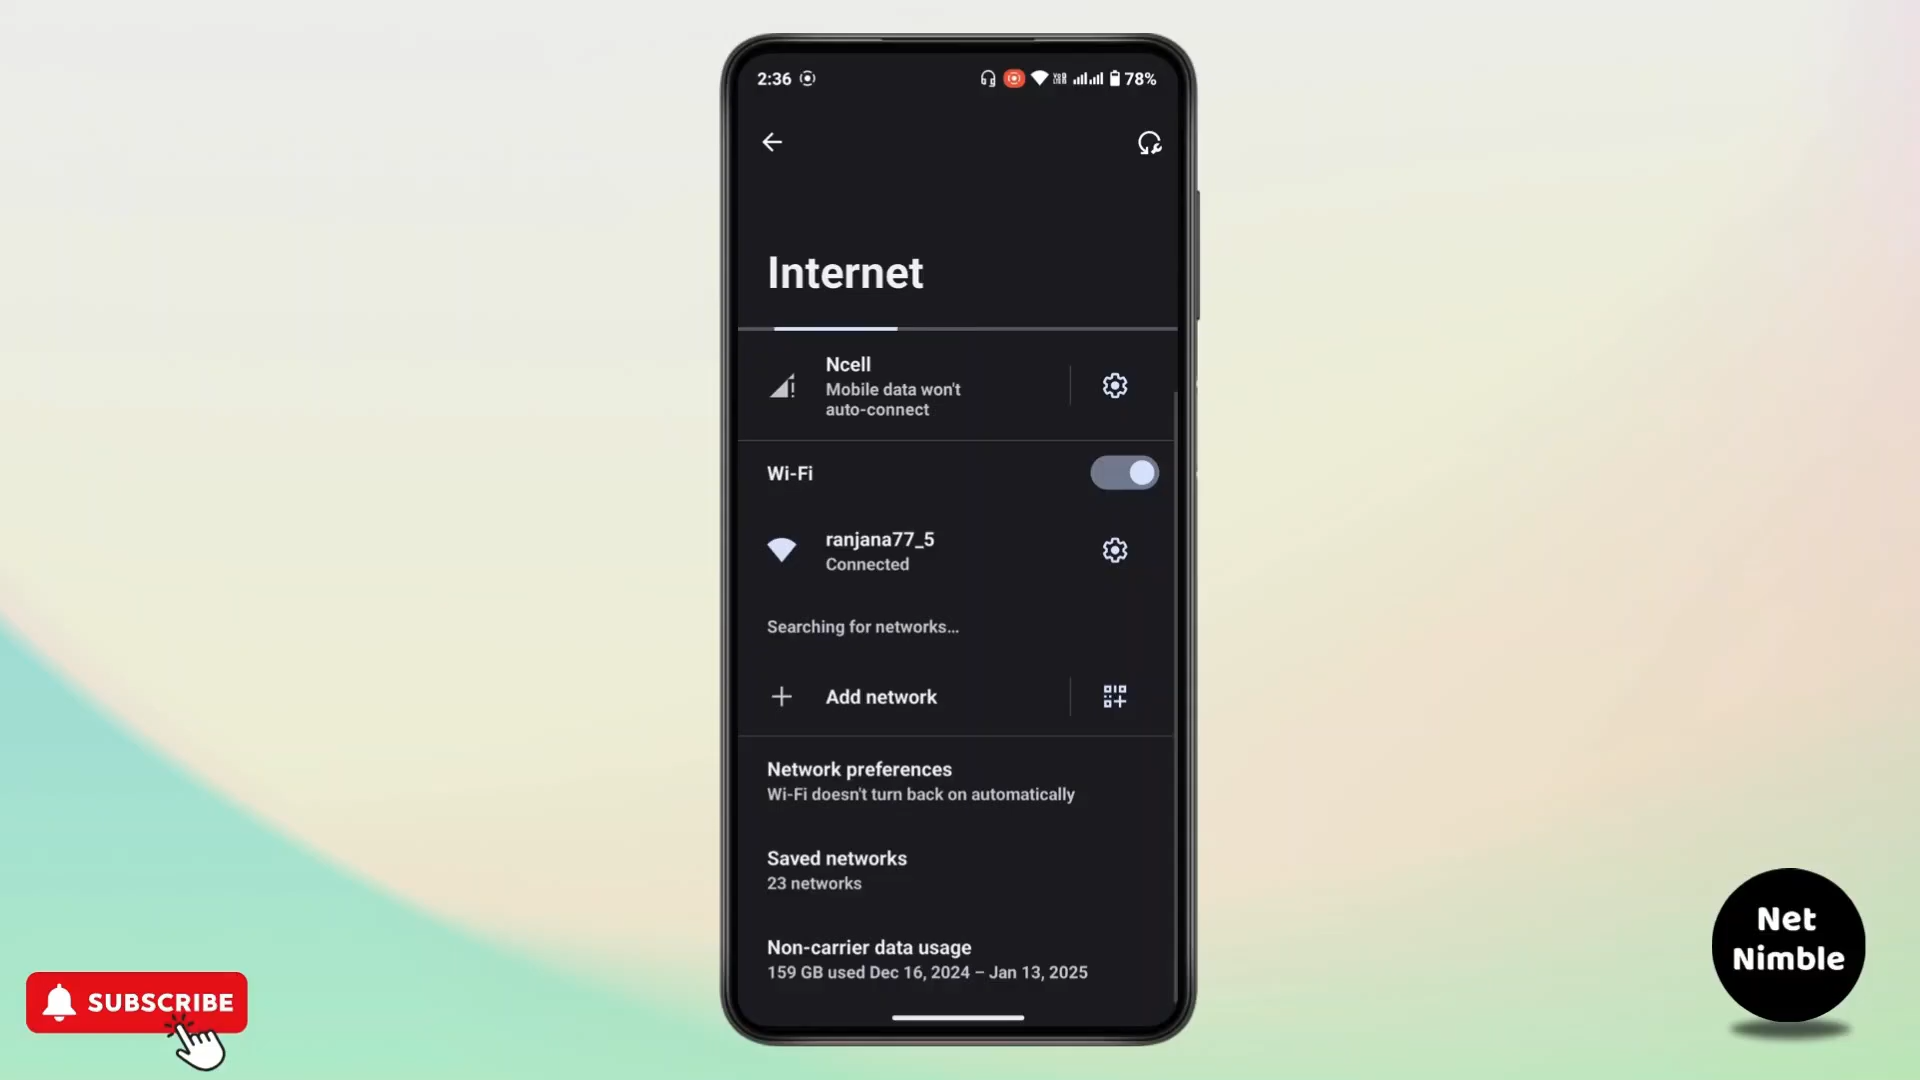 2:36
78%
Internet
Ncell
Mobile data won't
auto-connect
Wi-Fi
ranjana77_5
Connected
Searching for networks...
Add network
Network preferences
Wi-Fi doesn't turn back on automatically
Saved networks
23 networks
Non-carrier data usage
159 GB used Dec 16, 2024 – Jan 13, 2025
SUBSCRIBE
Net
Nimble